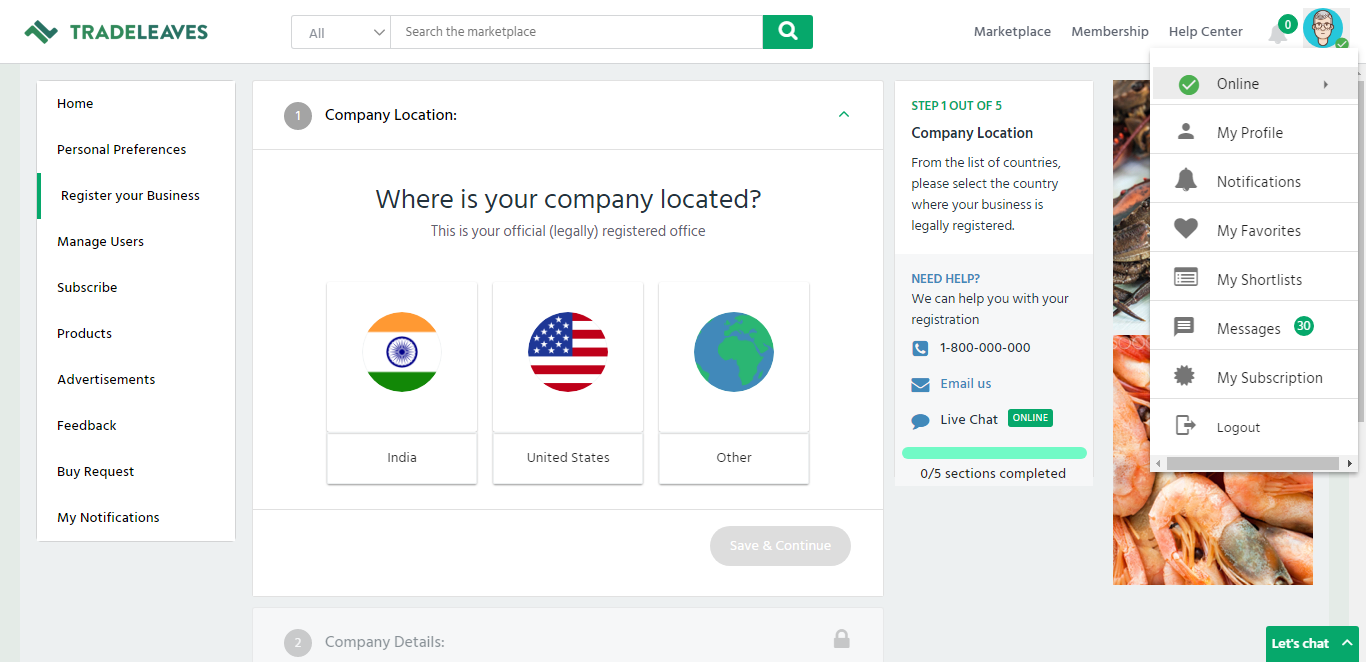 TRADELEAVES
All
Search the marketplace
Marketplace
Membership
Help Center
0
Home
Personal Preferences
Register your Business
Manage Users
Subscribe
Products
Advertisements
Feedback
Buy Request
My Notifications
1
Company Location:
Where is your company located?
This is your official (legally) registered office
India
United States
Other
Save & Continue
2
Company Details:
STEP 1 OUT OF 5
Company Location
From the list of countries,
please select the country
where your business is
legally registered.
NEED HELP?
We can help you with your
registration
1-800-000-000
Email us
Live Chat
ONLINE
0/5 sections completed
Online
My Profile
Notifications
My Favorites
My Shortlists
Messages
30
My Subscription
Logout
Let's chat